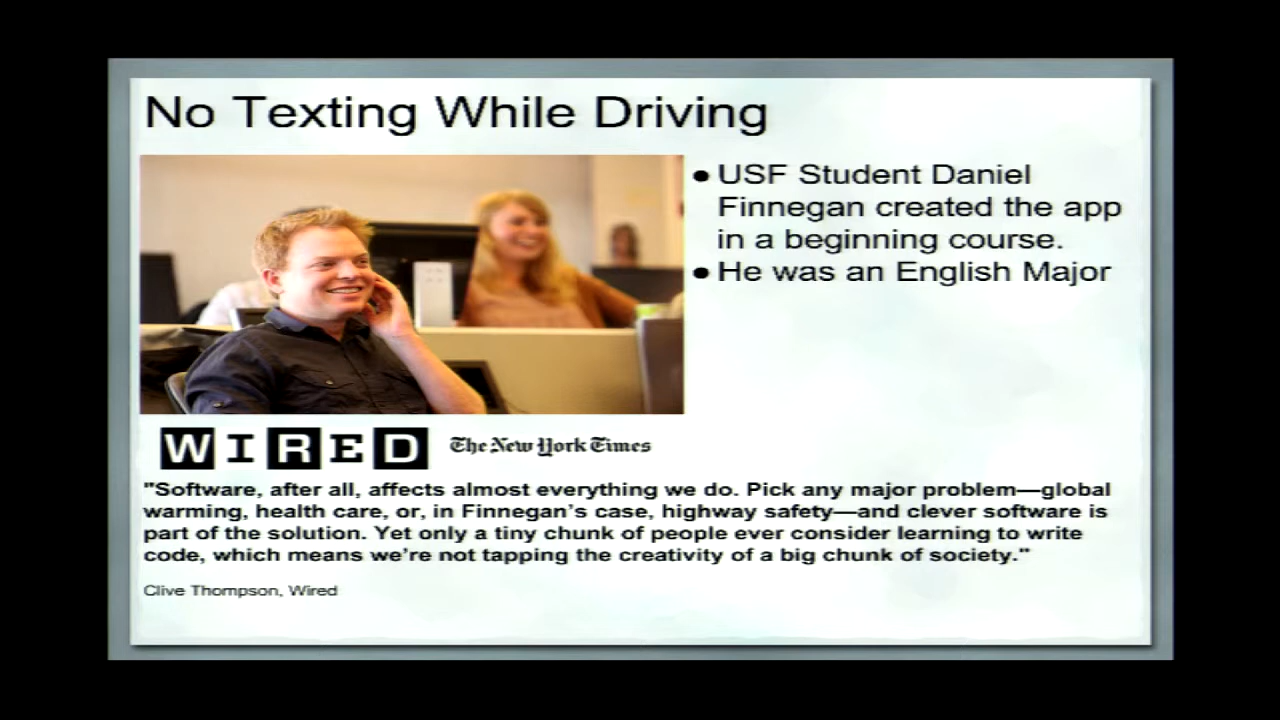 No Texting While Driving
● USF Student Daniel
Finnegan created the app
in a beginning course.
● He was an English Major
WIRED
The New York Times
"Software, after all, affects almost everything we do. Pick any major problem—global
warming, health care, or, in Finnegan's case, highway safety—and clever software is
part of the solution. Yet only a tiny chunk of people ever consider learning to write
code, which means we're not tapping the creativity of a big chunk of society."
Clive Thompson, Wired